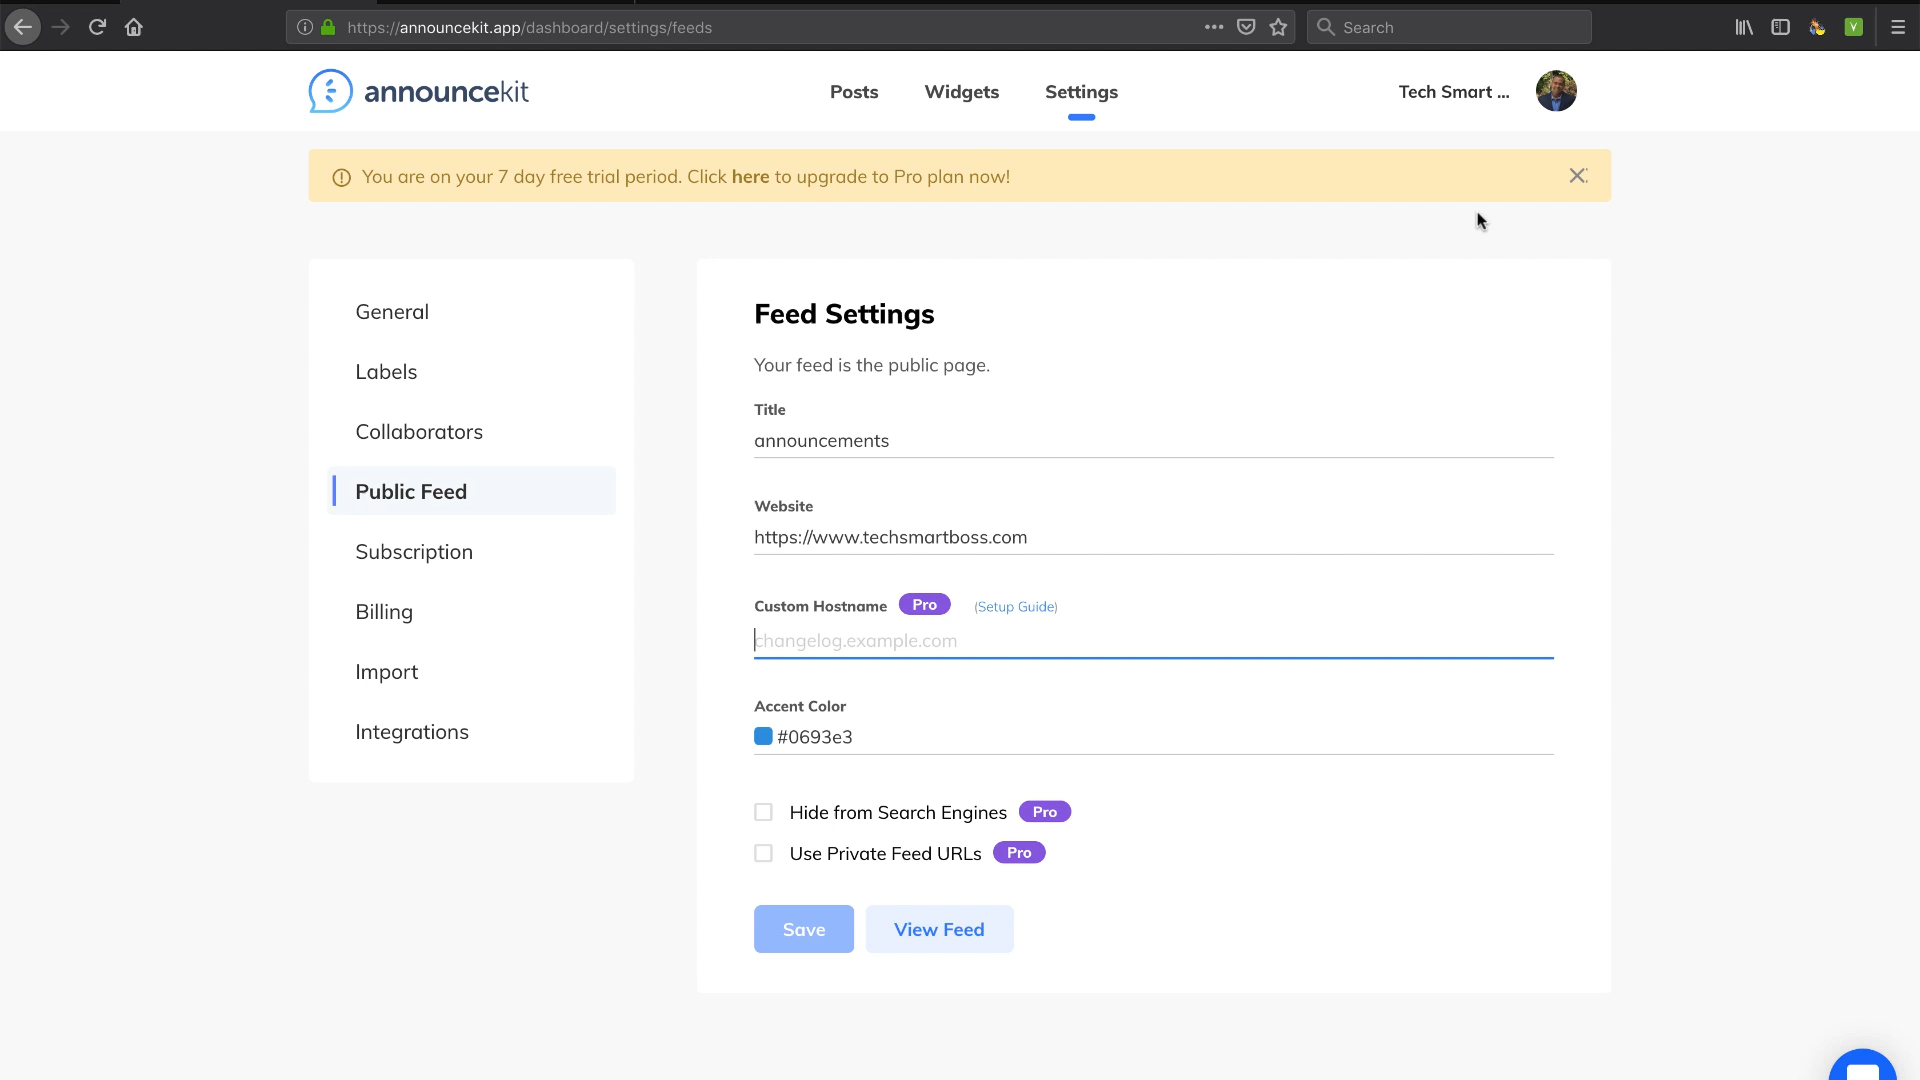 https://announcekit.app/dashboard/settings/feeds
Search
announcekit
Posts
Widgets
Settings
Tech Smart ...
You are on your 7 day free trial period. Click here to upgrade to Pro plan now!
General
Labels
Collaborators
Public Feed
Subscription
Billing
Import
Integrations
Feed Settings
Your feed is the public page.
Title
announcements
Website
https://www.techsmartboss.com
Custom Hostname Pro (Setup Guide)
changelog.example.com
Accent Color
#0693e3
Hide from Search Engines Pro
Use Private Feed URLs Pro
Save
View Feed